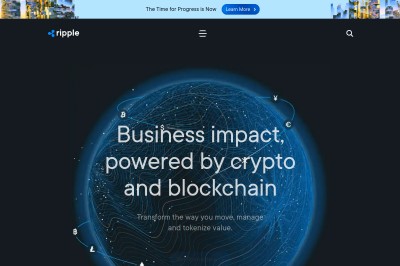 The Time for Progress is Now
Learn More
ripple
Business impact,
powered by crypto
and blockchain
Transform the way you move, manage
and tokenize value.